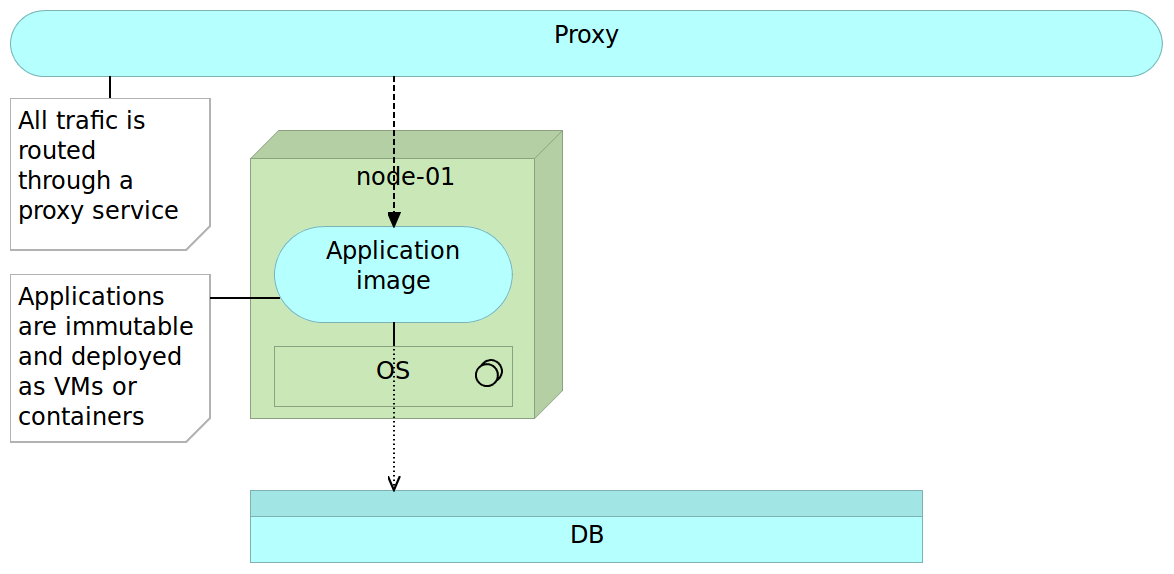 Proxy
All trafic is
routed
through a
proxy service
node-01
Application
image
Applications
are immutable
and deployed
as VMs or
containers
OS
DB